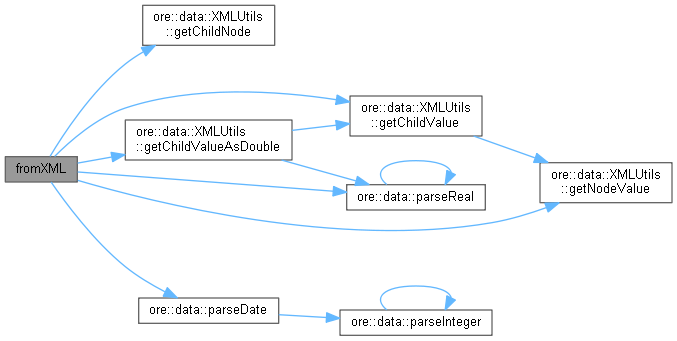 ore::data::XMLUtils
::getChildNode
ore::data::XMLUtils
::getChildValue
ore::data::XMLUtils
::getChildValueAsDouble
fromXML
ore::data::XMLUtils
::getNodeValue
ore::data::parseReal
ore::data::parseDate
ore::data::parseInteger